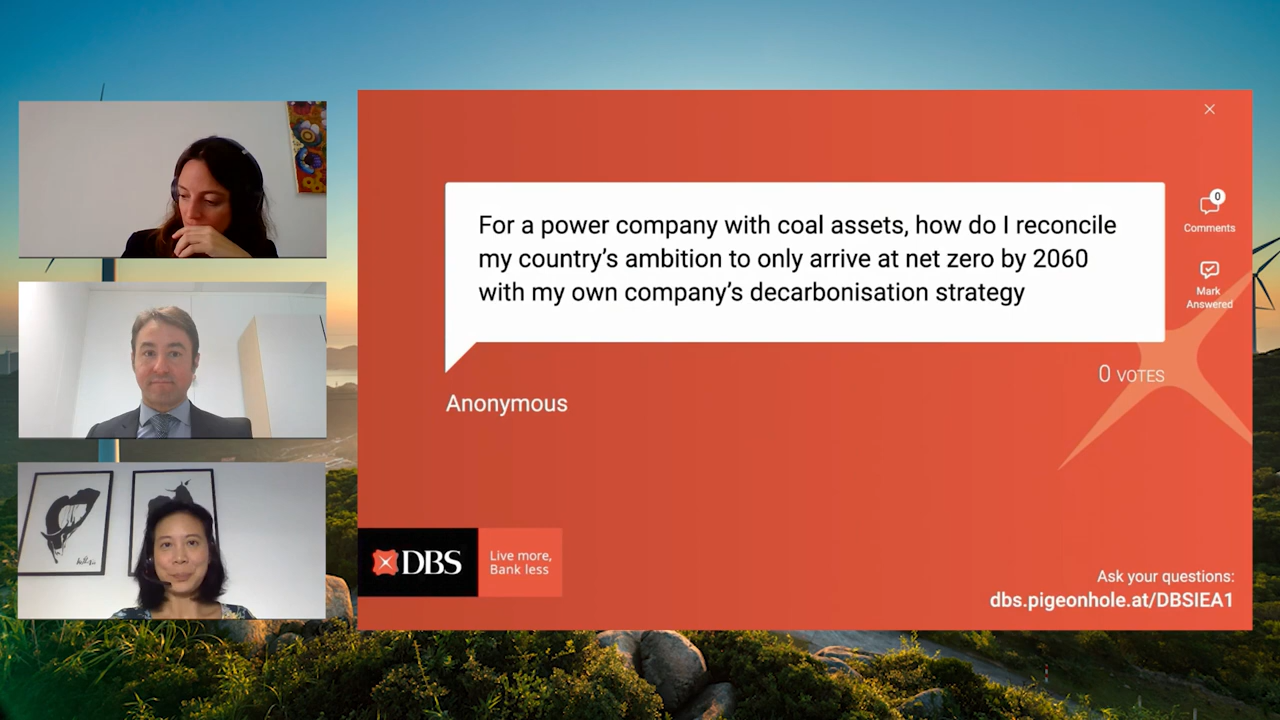 For a power company with coal assets, how do I reconcile
my country’s ambition to only arrive at net zero by 2060
with my own company’s decarbonisation strategy
0
Comments
Mark
Answered
0 VOTES
Anonymous
DBS
Live more,
Bank less
Ask your questions:
dbs.pigeonhole.at/DBSIEA1